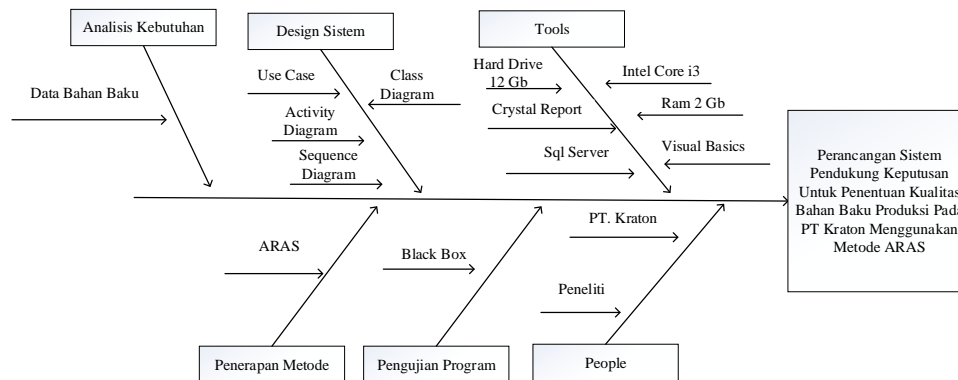 Analisis Kebutuhan
Design Sistem
Tools
Data Bahan Baku
Use Case
Class
Diagram
Activity
Diagram
Sequence
Diagram
Hard Drive
12 Gb
Intel Core i3
Crystal Report
Ram 2 Gb
Sql Server
Visual Basics
Perancangan Sistem
Pendukung Keputusan
Untuk Penentuan Kualitas
Bahan Baku Produksi Pada
PT Kraton Menggunakan
Metode ARAS
ARAS
Black Box
PT. Kraton
Peneliti
Penerapan Metode
Pengujian Program
People